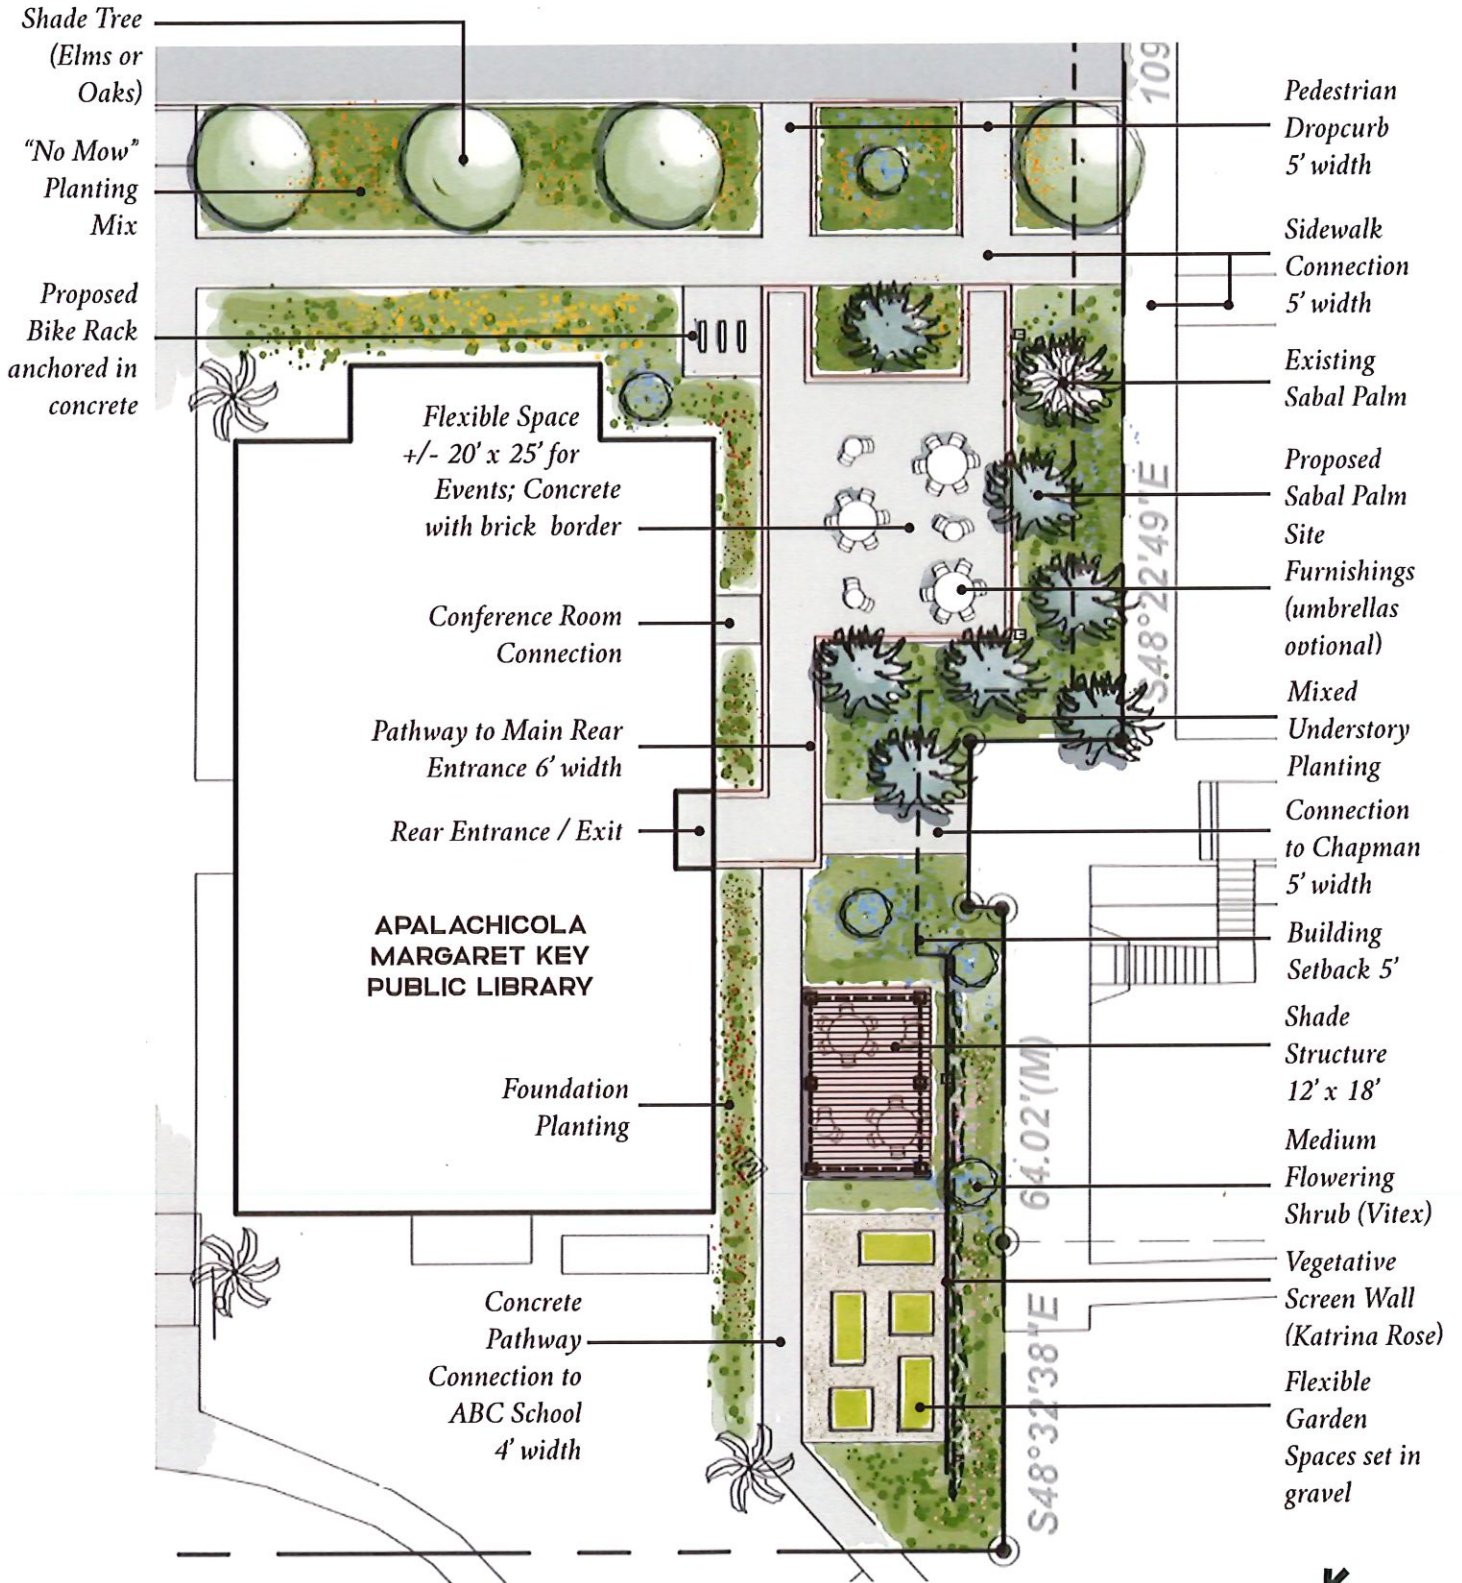 Shade Tree
(Elms or
Oaks)
"No Mow"
Planting
Mix
Proposed
Bike Rack
anchored in
concrete
Flexible Space
+/- 20' x 25' for
Events; Concrete
with brick border
Conference Room
Connection
Pathway to Main Rear
Entrance 6' width
Rear Entrance / Exit
APALACHICOLA
MARGARET KEY
PUBLIC LIBRARY
Foundation
Planting
Concrete
Pathway
Connection to
ABC School
4' width
109
S48°22'49"E
64.02'(M)
S48°32'38"E
Pedestrian
Dropcurb
5' width
Sidewalk
Connection
5' width
Existing
Sabal Palm
Proposed
Sabal Palm
Site
Furnishings
(umbrellas
optional)
Mixed
Understory
Planting
Connection
to Chapman
5' width
Building
Setback 5'
Shade
Structure
12' x 18'
Medium
Flowering
Shrub (Vitex)
Vegetative
Screen Wall
(Katrina Rose)
Flexible
Garden
Spaces set in
gravel